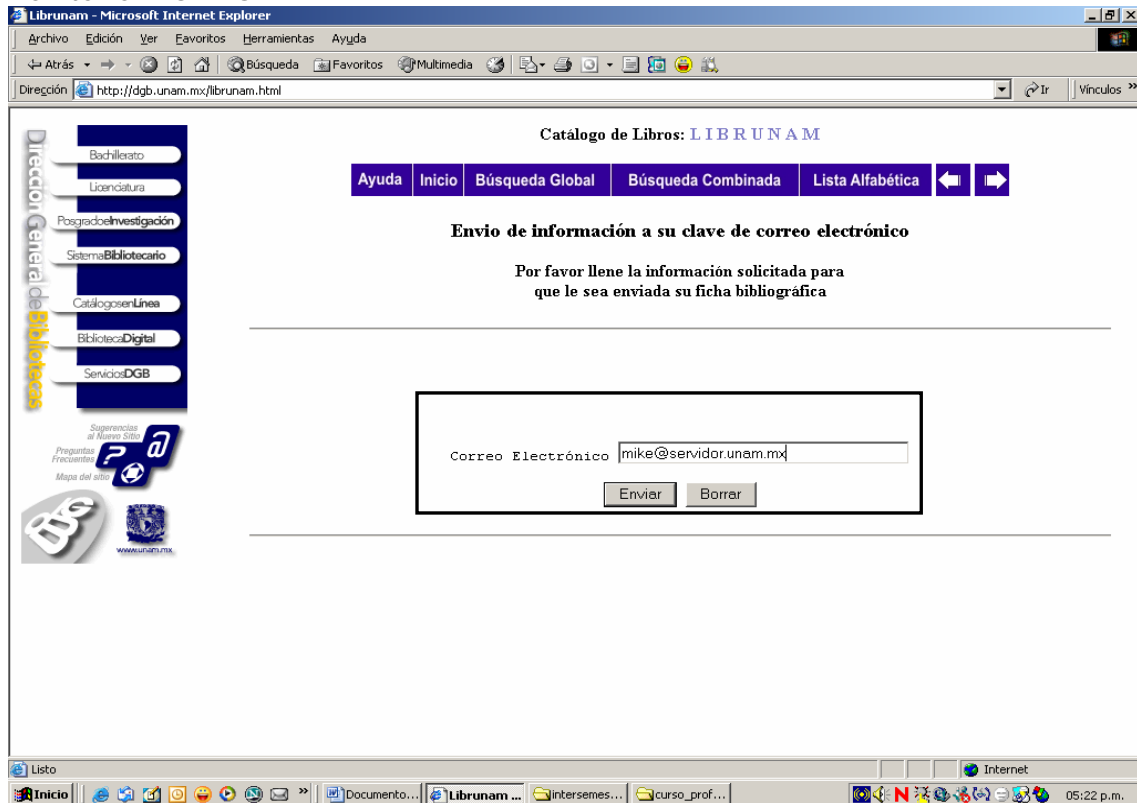 Librunam - Microsoft Internet Explorer
Archivo Edición Ver Favoritos Herramientas Ayuda
Atrás Búsqueda Favoritos Multimedia
Dirección http://dgb.unam.mx/librunam.html Ir Vínculos »
Dirección General de Bibliotecas
Bachillerato
Licenciatura
PosgradoeInvestigación
SistemaBibliotecario
CatálogosenLínea
BibliotecaDigital
ServiciosDGB
Sugerencias
al Nuevo Sitio
Preguntas
Frecuentes
Mapa del sitio
DGB
www.unam.mx
Catálogo de Libros: L I B R U N A M
Ayuda Inicio Búsqueda Global Búsqueda Combinada Lista Alfabética
Envio de información a su clave de correo electrónico
Por favor llene la información solicitada para
que le sea enviada su ficha bibliográfica
Correo Electrónico mike@servidor.unam.mx
Enviar Borrar
Listo Internet
Inicio » Documento... Librunam ... intersemes... curso_prof... 05:22 p.m.